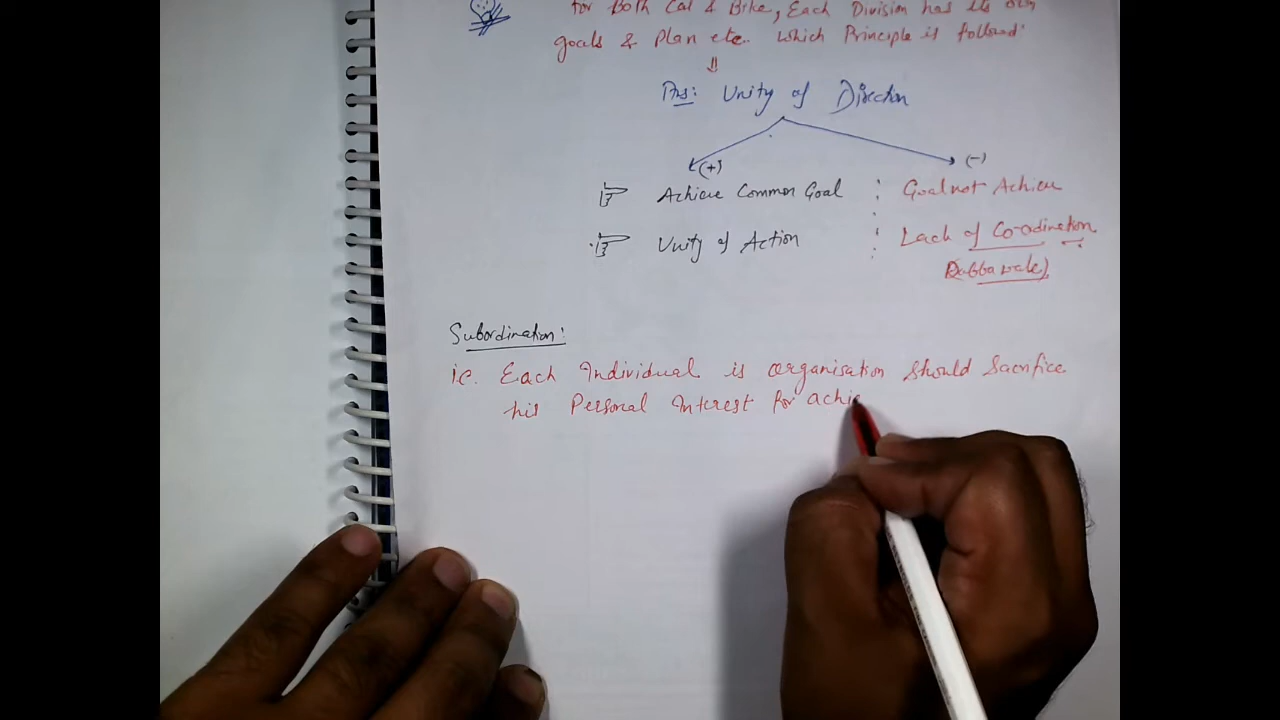 for Both Car & Bike, Each Division has its own
goals & Plan etc. Which Principle is followed
Ans: Unity of Direction
(+) (-)
Achieve Common Goal : Goal not Achieve
Unity of Action : Lack of Co-ordination
(Dabbawale)
Subordination:
i.e. Each Individual is organisation should Sacrifice
his Personal Interest for achi